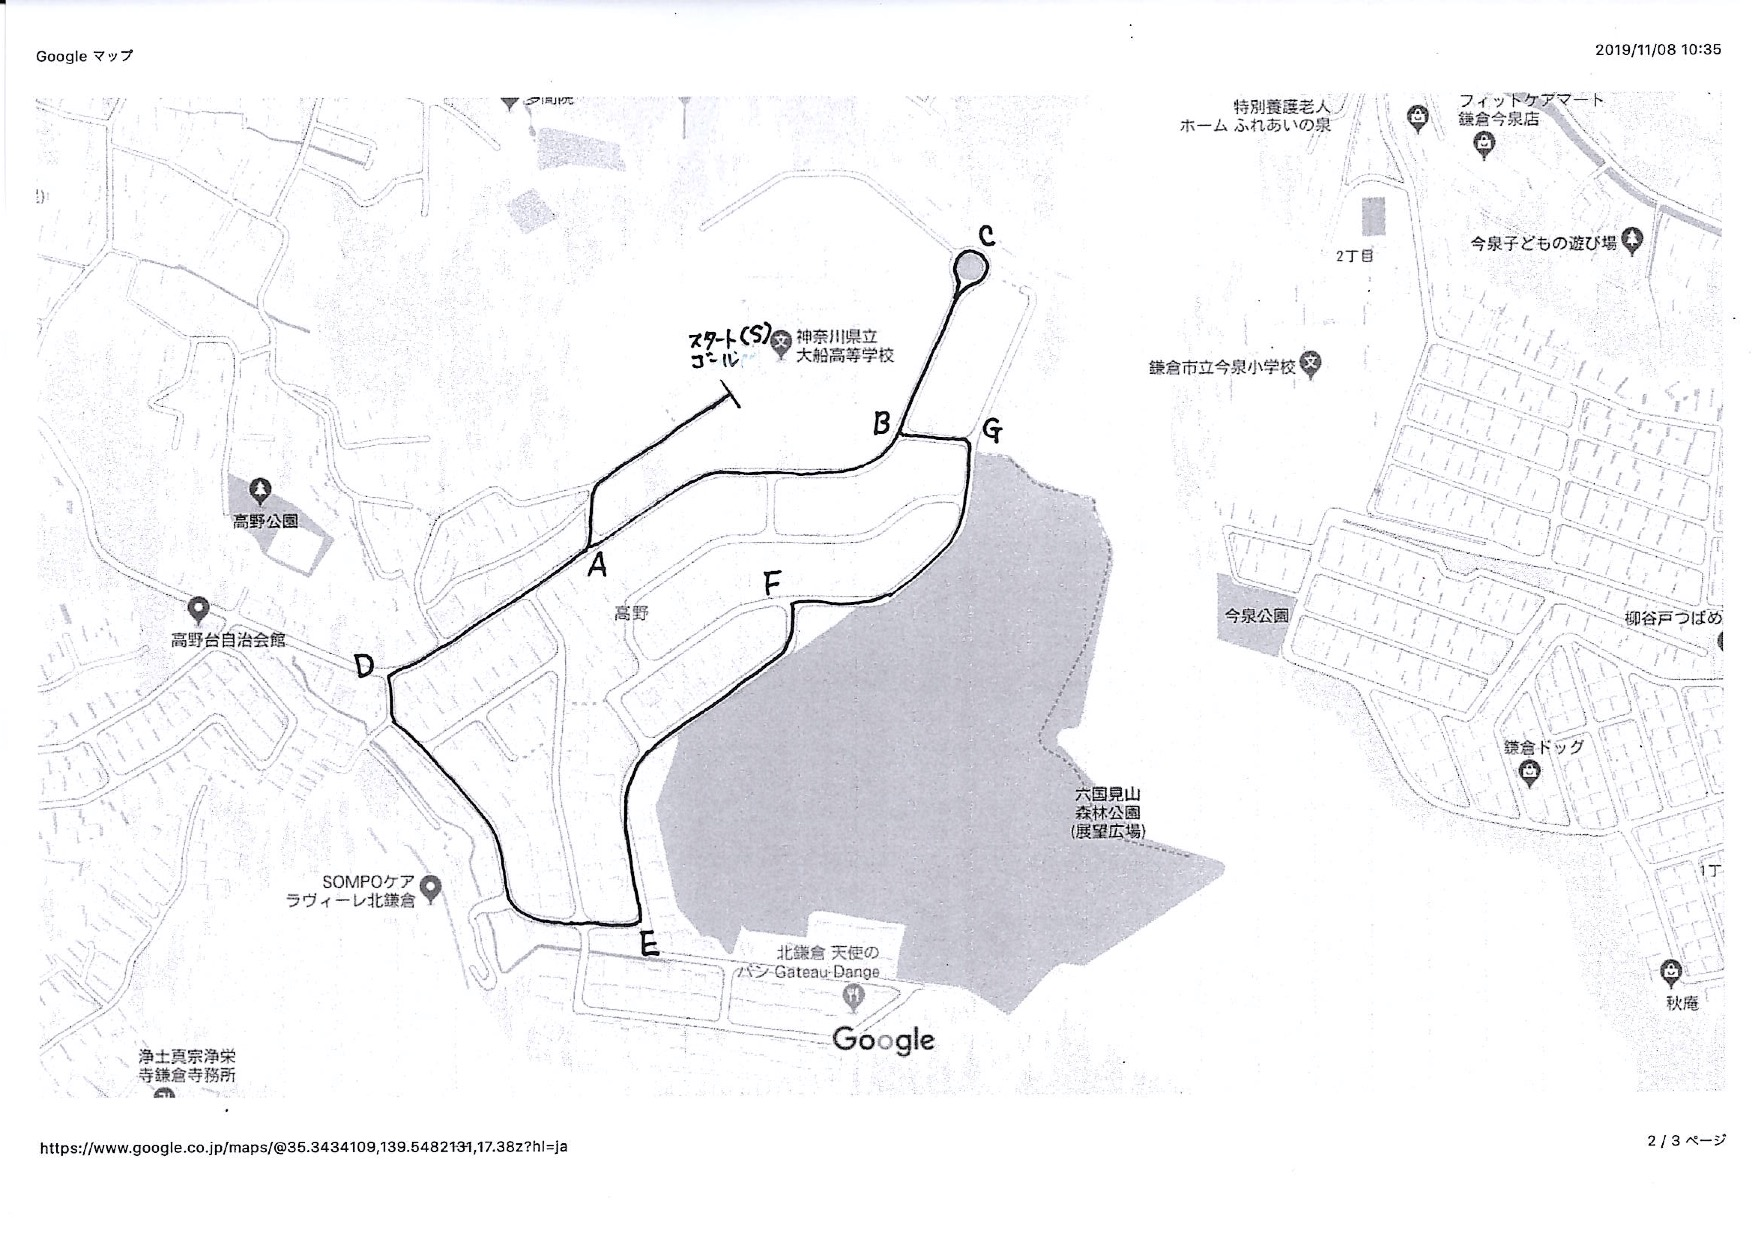 Google マップ
2019/11/08 10:35
多聞院
特別養護老人
ホーム ふれあいの泉
フィットケアマート
鎌倉今泉店
今泉子どもの遊び場
2丁目
C
スタート(S)
ゴール
神奈川県立
大船高等学校
鎌倉市立今泉小学校
B
G
高野公園
A
F
高野
今泉公園
柳谷戸つばめ
高野台自治会館
D
鎌倉ドッグ
六国見山
森林公園
(展望広場)
1丁
SOMPOケア
ラヴィーレ北鎌倉
E
北鎌倉 天使の
パン Gateau Dange
秋庵
Google
浄土真宗浄栄
寺鎌倉寺務所
https://www.google.co.jp/maps/@35.3434109,139.5482131,17.38z?hl=ja
2 / 3 ページ